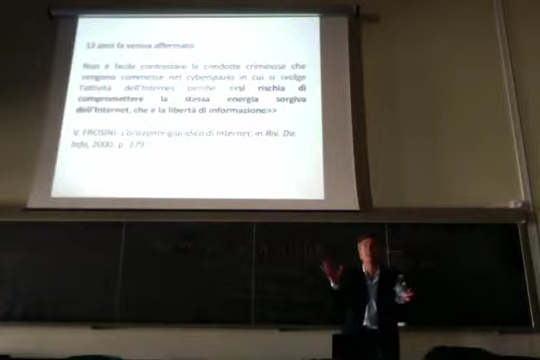 12 anni fa veniva affermato
Non è facile contrastare le condotte criminose che
vengono commesse nel cyberspazio in cui si svolge
l'attività dell'Internet perché <<si rischia di
compromettere la stessa energia sorgiva
dell'Internet, che è la libertà di informazione>>
V. FROSINI, L'orizzonte giuridico di Internet, in Riv. Dir.
Info, 2000, p. 279